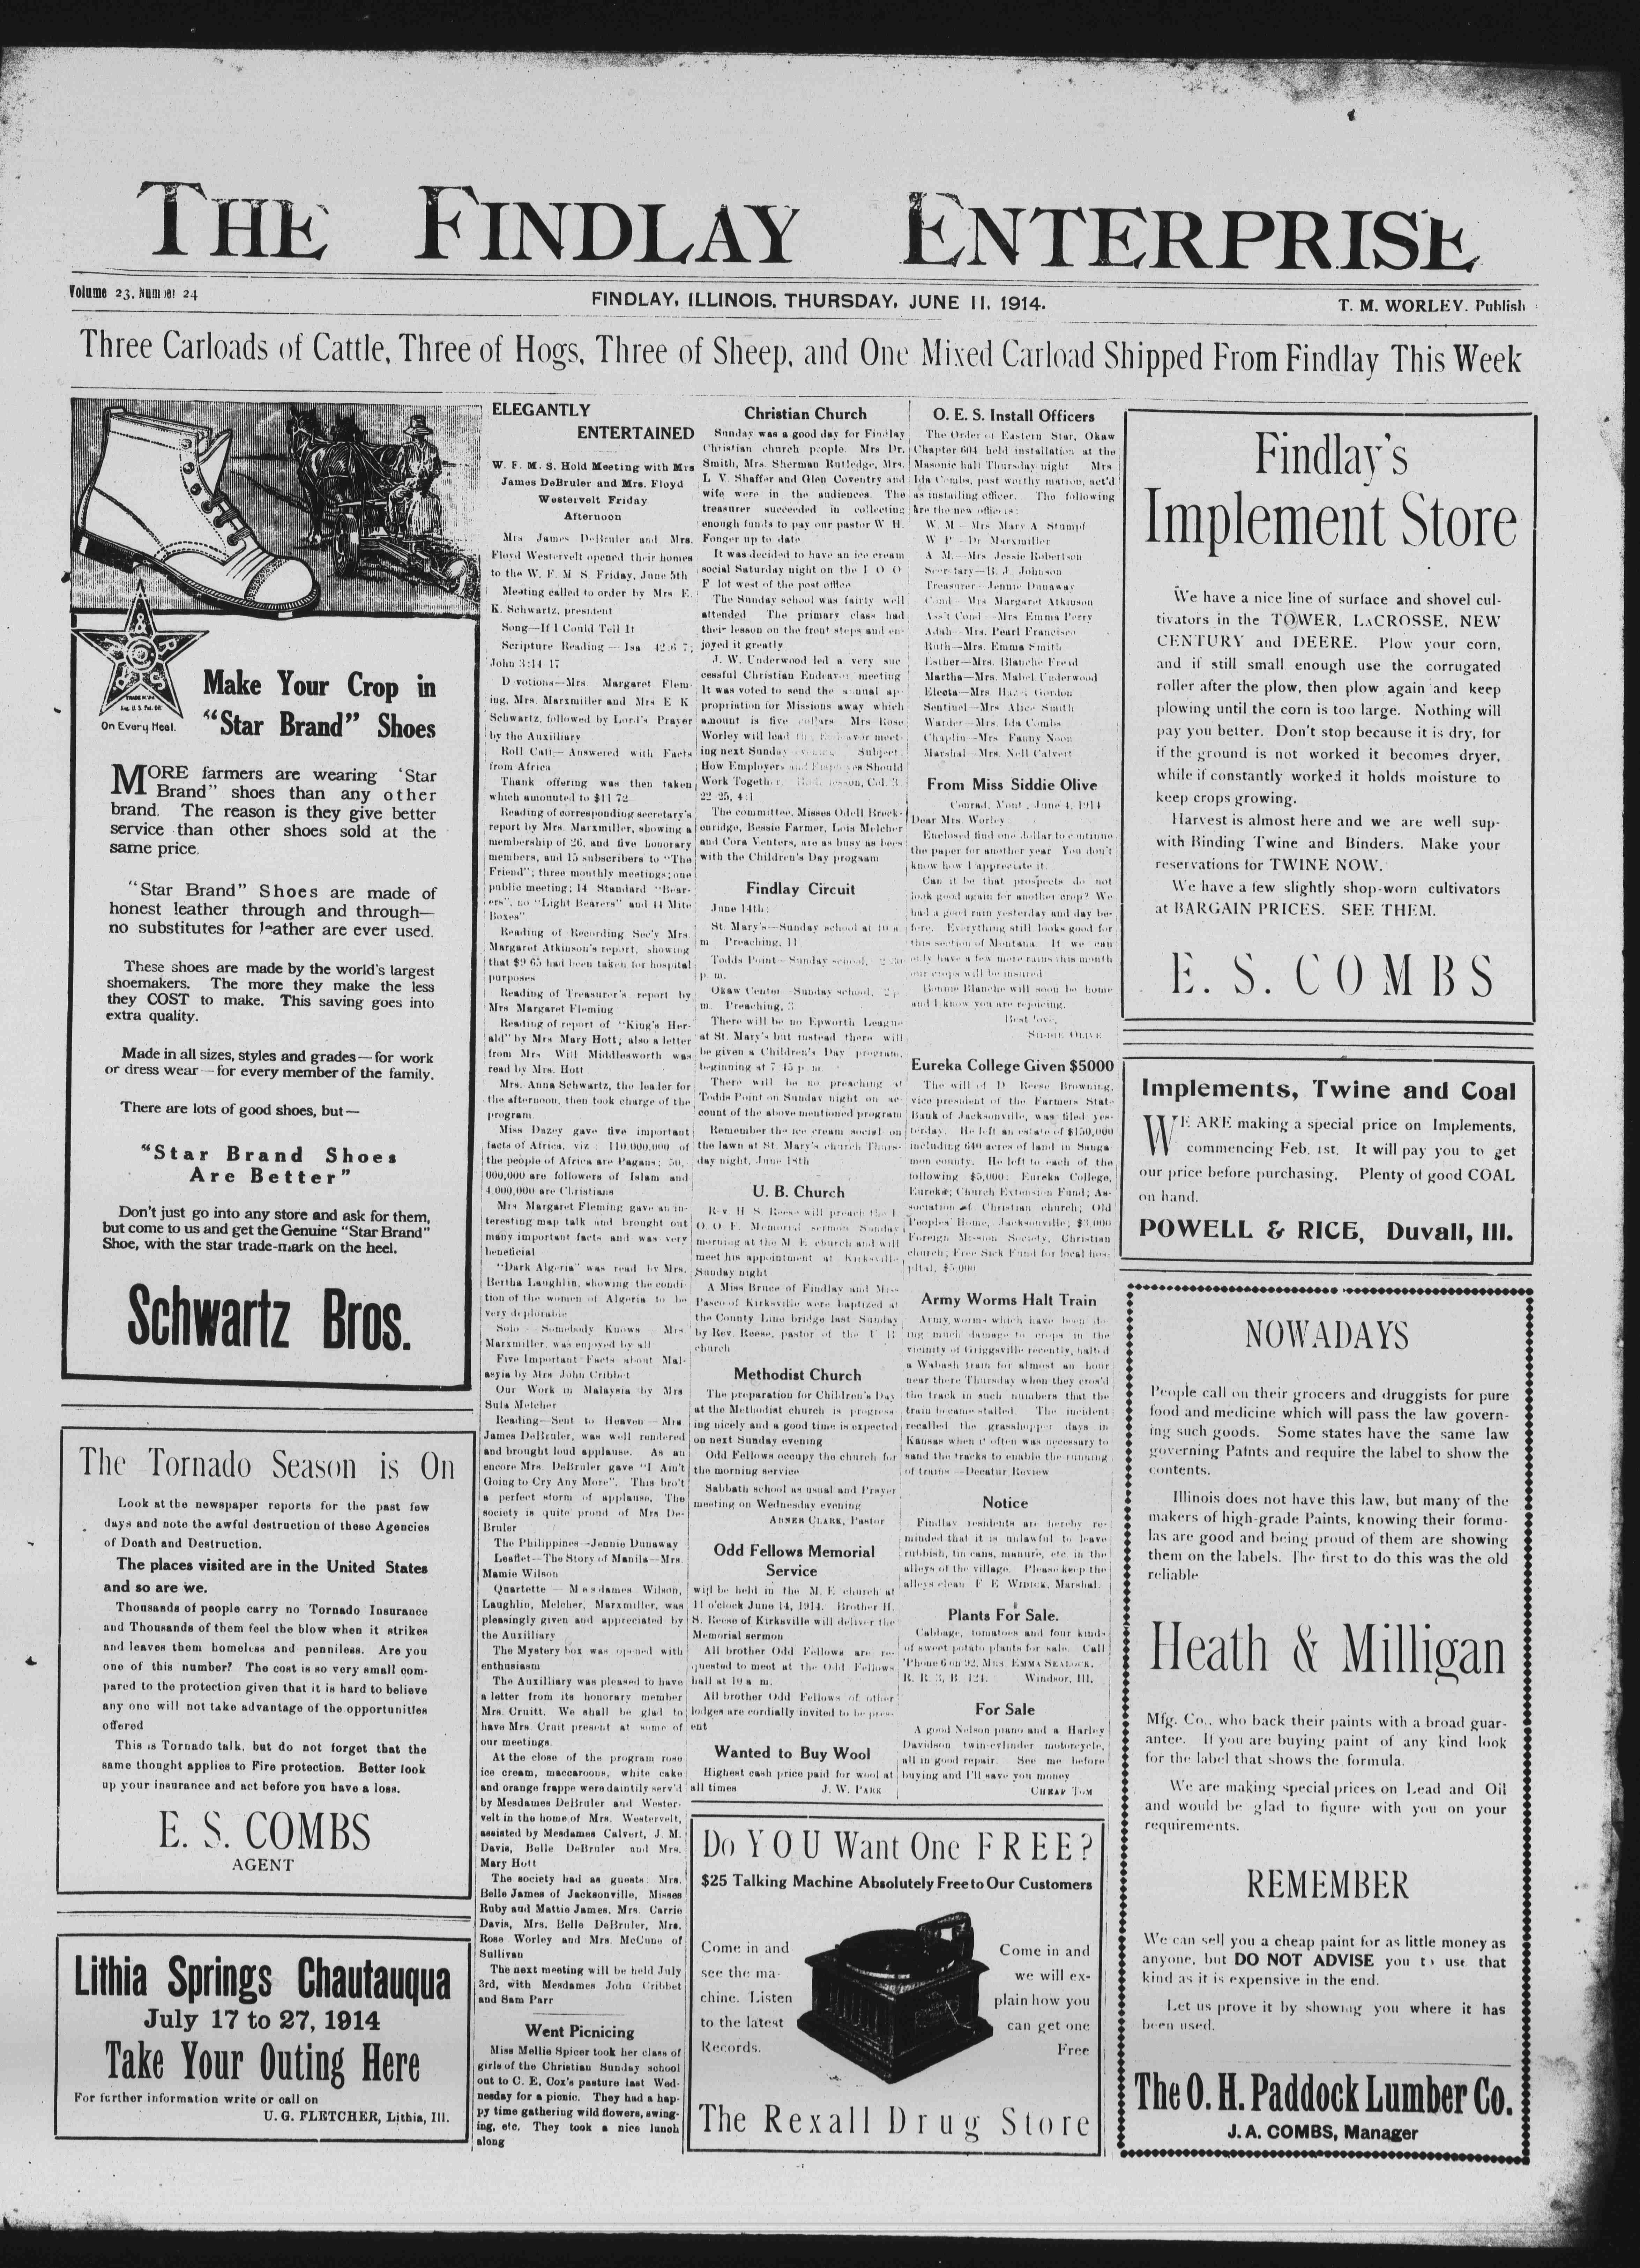 THE FINDLAY ENTERPRISE
Volume 23, Number 24
FINDLAY, ILLINOIS, THURSDAY, JUNE 11, 1914.
T. M. WORLEY. Publish
Three Carloads of Cattle, Three of Hogs, Three of Sheep, and One Mixed Carload Shipped From Findlay This Week
On Every Heel.
Make Your Crop in
"Star Brand" Shoes
MORE farmers are wearing 'Star
Brand" shoes than any other
brand. The reason is they give better
service than other shoes sold at the
same price.
"Star Brand" Shoes are made of
honest leather through and through—
no substitutes for leather are ever used.
These shoes are made by the world's largest
shoemakers. The more they make the less
they COST to make. This saving goes into
extra quality.
Made in all sizes, styles and grades—for work
or dress wear—for every member of the family.
There are lots of good shoes, but—
"Star Brand Shoes
Are Better"
Don't just go into any store and ask for them,
but come to us and get the Genuine "Star Brand"
Shoe, with the star trade-mark on the heel.
Schwartz Bros.
The Tornado Season is On
Look at the newspaper reports for the past few
days and note the awful destruction of these Agencies
of Death and Destruction.
The places visited are in the United States
and so are we.
Thousands of people carry no Tornado Insurance
and Thousands of them feel the blow when it strikes
and leaves them homeless and penniless. Are you
one of this number? The cost is so very small com-
pared to the protection given that it is hard to believe
any one will not take advantage of the opportunities
offered
This is Tornado talk, but do not forget that the
same thought applies to Fire protection. Better look
up your insurance and act before you have a loss.
E. S. COMBS
AGENT
Lithia Springs Chautauqua
July 17 to 27, 1914
Take Your Outing Here
For further information write or call on
U. G. FLETCHER, Lithia, Ill.
ELEGANTLY
ENTERTAINED
W. F. M. S. Hold Meeting with Mrs
James DeBruler and Mrs. Floyd
Westervelt Friday
Afternoon
Mrs James DeBruler and Mrs.
Floyd Westervelt opened their homes
to the W. F. M S Friday, June 5th
Meeting called to order by Mrs E.
K. Schwartz, president
Song—If I Could Tell It
Scripture Reading — Isa 42:6 7;
John 3:14 17
Devotions—Mrs Margaret Flem-
ing, Mrs. Marxmiller and Mrs E K
Schwartz, followed by Lord's Prayer
by the Auxilliary
Roll Call—Answered with Facts
from Africa
Thank offering was then taken
which amounted to $11 72
Reading of corresponding secretary's
report by Mrs. Marxmiller, showing a
membership of 26, and five honorary
members, and 15 subscribers to "The
Friend"; three monthly meetings; one
public meeting; 14 Standard "Bear-
ers", no "Light Bearers" and 14 Mite
Boxes"
Reading of Recording Sec'y Mrs.
Margaret Atkinson's report, showing
that $9 65 had been taken for hospital
purposes
Reading of Treasurer's report by
Mrs Margaret Fleming
Reading of report of "King's Her-
ald" by Mrs Mary Hott; also a letter
from Mrs Will Middlesworth was
read by Mrs. Hott
Mrs. Anna Schwartz, the leader for
the afternoon, then took charge of the
program
Miss Dazey gave five important
facts of Africa, viz: 110,000,000 of
the people of Africa are Pagans; 50,-
000,000 are followers of Islam and
4,000,000 are Christians
Mrs. Margaret Fleming gave an in-
teresting map talk and brought out
many important facts and was very
beneficial
"Dark Algeria" was read by Mrs.
Bertha Laughlin, showing the condi-
tion of the women of Algeria to be
very deplorable
Solo—Somebody Knows—Mrs
Marxmiller, was enjoyed by all
Five Important Facts about Mal-
asyia by Mrs John Cribbet
Our Work in Malaysia by Mrs
Sula Melcher
Reading—Sent to Heaven—Mrs
James DeBruler, was well rendered
and brought loud applause. As an
encore Mrs. DeBruler gave "I Ain't
Going to Cry Any More". This bro't
a perfect storm of applause. The
society is quite proud of Mrs De-
Bruler
The Philippines—Jennie Dunaway
Leaflet—The Story of Manila—Mrs.
Mamie Wilson
Quartette — Mesdames Wilson,
Laughlin, Melcher, Marxmiller, was
pleasingly given and appreciated by
the Auxilliary
The Mystery box was opened with
enthusiasm
The Auxilliary was pleased to have
a letter from its honorary member
Mrs. Cruitt. We shall be glad to
have Mrs. Cruit present at some of
our meetings.
At the close of the program rose
ice cream, maccaroons, white cake
and orange frappe were daintily serv'd
by Mesdames DeBruler and Wester-
velt in the home of Mrs. Westervelt,
assisted by Mesdames Calvert, J. M.
Davis, Belle DeBruler and Mrs.
Mary Hott
The society had as guests: Mrs.
Belle James of Jacksonville, Misses
Ruby and Mattie James, Mrs. Carrie
Davis, Mrs. Belle DeBruler, Mrs.
Rose Worley and Mrs. McCune of
Sullivan
The next meeting will be held July
3rd, with Mesdames John Cribbet
and Sam Parr
Went Picnicing
Miss Mellie Spicer took her class of
girls of the Christian Sunday school
out to C. E. Cox's pasture last Wed-
nesday for a picnic. They had a hap-
py time gathering wild flowers, swing-
ing, etc. They took a nice lunch
along
Christian Church
Sunday was a good day for Findlay
Christian church people. Mrs Dr.
Smith, Mrs. Sherman Rutledge, Mrs.
L V Shaffer and Glen Coventry and
wife were in the audiences. The
treasurer succeeded in collecting
enough funds to pay our pastor W H.
Fonger up to date
It was decided to have an ice cream
social Saturday night on the I O O
F lot west of the post office
The Sunday school was fairly well
attended The primary class had
their lesson on the front steps and en-
joyed it greatly
J. W. Underwood led a very suc
cessful Christian Endeavor meeting
It was voted to send the annual ap-
propriation for Missions away which
amount is five dollars Mrs Rose
Worley will lead the Endeavor meet-
ing next Sunday evening Subject:
How Employers and Employes Should
Work Together lesson, Col. 3:
22 25, 4:1
The committee, Misses Odell Breck-
enridge, Bessie Farmer, Lois Melcher
and Cora Venters, are as busy as bees
with the Children's Day progaam
Findlay Circuit
June 14th:
St. Mary's—Sunday school at 10 a
m Preaching, 11
Todds Point—Sunday school, 2 30
p. m.
Okaw Center—Sunday school, 2 p
m. Preaching, 3
There will be no Epworth League
at St. Mary's but instead there will
be given a Children's Day program,
beginning at 7 45 p m
There will be no preaching at
Todds Point on Sunday night on ac
count of the above mentioned program
Remember the ice cream social on
the lawn at St. Mary's church Thurs-
day night, June 18th
U. B. Church
Rev H S Reese will preach the I
O. O. F. Memorial sermon Sunday
morning at the M. E church and will
meet his appointment at Kirksville
Sunday night
A Miss Bruce of Findlay and Miss
Pasco of Kirksville were baptized at
the County Line bridge last Sunday
by Rev. Reese, pastor of the U B
church
Methodist Church
The preparation for Children's Day
at the Methodist church is progress
ing nicely and a good time is expected
on next Sunday evening
Odd Fellows occupy the church for
the morning service
Sabbath school as usual and Prayer
meeting on Wednesday evening
ABNER CLARK, Pastor
Odd Fellows Memorial
Service
will be held in the M. E church at
11 o'clock June 14, 1914. Brother H.
S. Reese of Kirksville will deliver the
Memorial sermon
All brother Odd Fellows are re-
quested to meet at the Odd Fellows
hall at 10 a m.
All brother Odd Fellows of other
lodges are cordially invited to be pres-
ent
Wanted to Buy Wool
Highest cash price paid for wool at
all times J. W. PARK
O. E. S. Install Officers
The Order of Eastern Star, Okaw
Chapter 604 held installation at the
Masonic hall Thursday night Mrs
Ida Combs, past worthy matron, act'd
as installing officer. The following
are the new officers:
W. M—Mrs Mary A Stumpf
W P—Dr Marxmiller
A M.—Mrs Jessie Robertson
Secretary—B. J. Johnson
Treasurer—Jennie Dunaway
Cond—Mrs Margaret Atkinson
Ass't Cond—Mrs Emma Perry
Adah—Mrs. Pearl Francisco
Ruth—Mrs. Emma Smith
Esther—Mrs. Blanche Freid
Martha—Mrs. Mabel Underwood
Electa—Mrs Hazel Gordon
Sentinel—Mrs Alice Smith
Warder—Mrs. Ida Combs
Chaplin—Mrs Fanny Noon
Marshal—Mrs. Nell Calvert
From Miss Siddie Olive
Conrad, Mont., June 4, 1914
Dear Mrs. Worley:
Enclosed find one dollar to continue
the paper for another year You don't
know how I appreciate it
Can it be that prospects do not
look good again for another crop? We
had a good rain yesterday and day be-
fore. Everything still looks good for
this section of Montana. If we can
only have a few more rains this month
our crops will be insured
Bonnie Blanche will soon be home
and I know you are rejoicing.
Best love,
SIDDIE OLIVE
Eureka College Given $5000
The will of D Reese Browning,
vice president of the Farmers State
Bank of Jacksonville, was filed yes-
terday. He left an estate of $150,000
including 640 acres of land in Sanga
mon county. He left to each of the
following $5,000: Eureka College,
Eureka; Church Extension Fund; As-
sociation of Christian church; Old
Peoples' Home, Jacksonville; $3,000
Foreign Mission Society, Christian
church; Free Sick Fund for local hos-
pital, $5,000
Army Worms Halt Train
Army worms which have been do-
ing much damage to crops in the
vicinity of Griggsville recently, halted
a Wabash train for almost an hour
near there Thursday when they cros'd
the track in such numbers that the
train became stalled. The incident
recalled the grasshopper days in
Kansas when it often was necessary to
sand the tracks to enable the running
of trains—Decatur Review
Notice
Findlay residents are hereby re-
minded that it is unlawful to leave
rubbish, tin cans, manure, etc in the
alleys of the village. Please keep the
alleys clean F E WIDICK, Marshal.
Plants For Sale.
Cabbage, tomatoes and four kinds
of sweet potato plants for sale. Call
'Phone 6 on 92, MRS. EMMA
R. R. 3, B 121. Windsor, Ill.
For Sale
A good Nelson piano and a Harley
Davidson twin-cylinder motorcycle,
all in good repair. See me before
buying and I'll save you money
CHEAP TOM
Do YOU Want One FREE?
$25 Talking Machine Absolutely Free to Our Customers
Come in and
see the ma-
chine. Listen
to the latest
Records.
Come in and
we will ex-
plain how you
can get one
Free
The Rexall Drug Store
Findlay's
Implement Store
We have a nice line of surface and shovel cul-
tivators in the TOWER, LACROSSE, NEW
CENTURY and DEERE. Plow your corn,
and if still small enough use the corrugated
roller after the plow, then plow again and keep
plowing until the corn is too large. Nothing will
pay you better. Don't stop because it is dry, for
if the ground is not worked it becomes dryer,
while if constantly worked it holds moisture to
keep crops growing.
Harvest is almost here and we are well sup-
with Binding Twine and Binders. Make your
reservations for TWINE NOW.
We have a few slightly shop-worn cultivators
at BARGAIN PRICES. SEE THEM.
E. S. COMBS
Implements, Twine and Coal
WE ARE making a special price on Implements,
commencing Feb. 1st. It will pay you to get
our price before purchasing. Plenty of good COAL
on hand.
POWELL & RICE, Duvall, Ill.
NOWADAYS
People call on their grocers and druggists for pure
food and medicine which will pass the law govern-
ing such goods. Some states have the same law
governing Paints and require the label to show the
contents.
Illinois does not have this law, but many of the
makers of high-grade Paints, knowing their formu-
las are good and being proud of them are showing
them on the labels. The first to do this was the old
reliable
Heath & Milligan
Mfg. Co., who back their paints with a broad guar-
antee. If you are buying paint of any kind look
for the label that shows the formula.
We are making special prices on Lead and Oil
and would be glad to figure with you on your
requirements.
REMEMBER
We can sell you a cheap paint for as little money as
anyone, but DO NOT ADVISE you to use that
kind as it is expensive in the end.
Let us prove it by showing you where it has
been used.
The O. H. Paddock Lumber Co.
J. A. COMBS, Manager